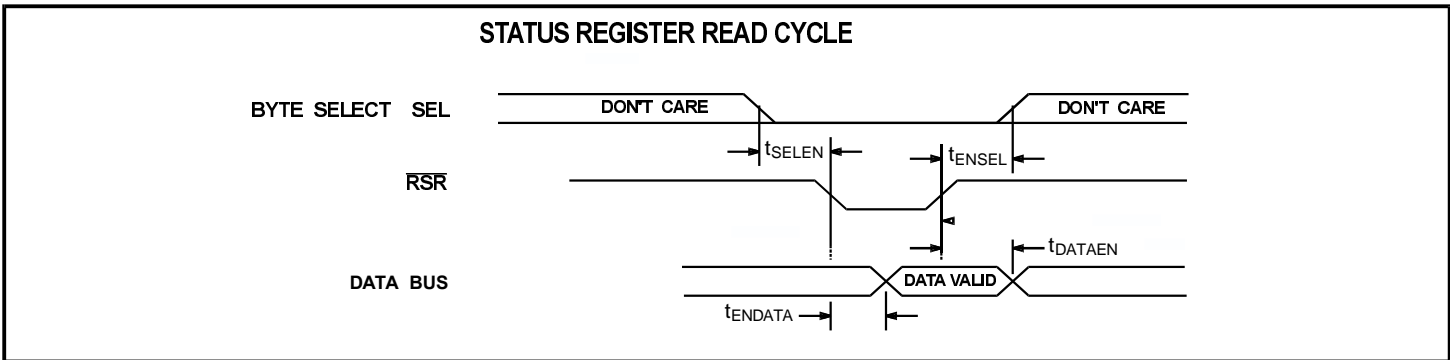 STATUS REGISTER READ CYCLE
BYTE SELECT SEL DON'T CARE DON'T CARE
tSELEN tENSEL
RSR
tDATAEN
DATA BUS DATA VALID
tENDATA